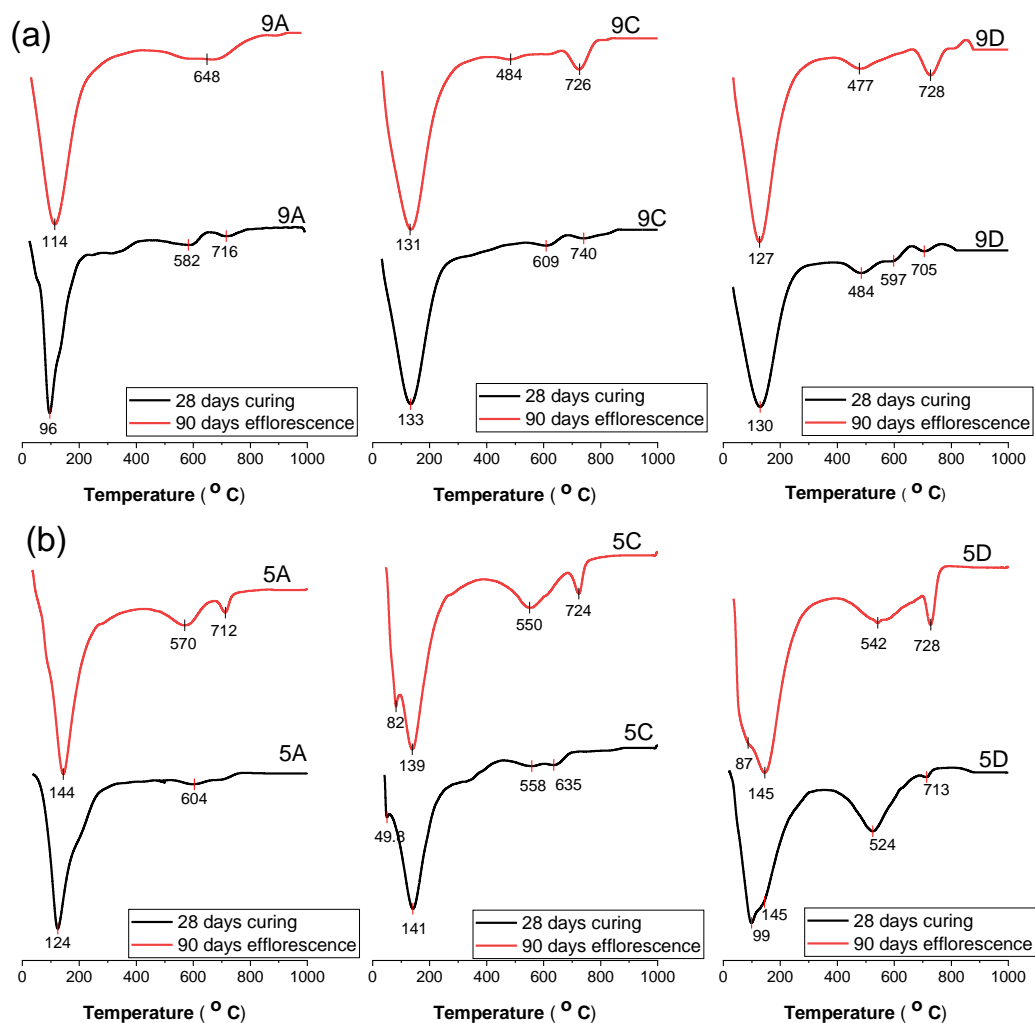 (a)
9A
648
114
9A
582
716
96
28 days curing
90 days efflorescence
0 200 400 600 800 1000
Temperature ( o C)
9C
484
726
131
9C
609
740
133
28 days curing
90 days efflorescence
0 200 400 600 800 1000
Temperature ( o C)
9D
477
728
127
9D
484
597
705
130
28 days curing
90 days efflorescence
0 200 400 600 800 1000
Temperature ( o C)
(b)
5A
570
712
144
5A
604
124
28 days curing
90 days efflorescence
0 200 400 600 800 1000
Temperature ( o C)
5C
550
724
82
139
5C
558
635
49.8
141
28 days curing
90 days efflorescence
0 200 400 600 800 1000
Temperature ( o C)
5D
542
728
87
145
5D
713
524
145
99
28 days curing
90 days efflorescence
0 200 400 600 800 1000
Temperature ( o C)